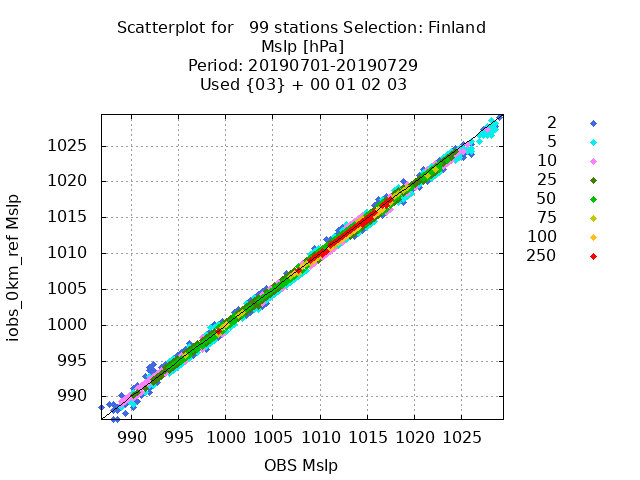 Scatterplot for   99 stations Selection: Finland
Mslp [hPa]
Period: 20190701-20190729
Used {03} + 00 01 02 03
iobs_0km_ref Mslp
1025
1020
1015
1010
1005
1000
995
990
990 995 1000 1005 1010 1015 1020 1025
OBS Mslp
2
5
10
25
50
75
100
250